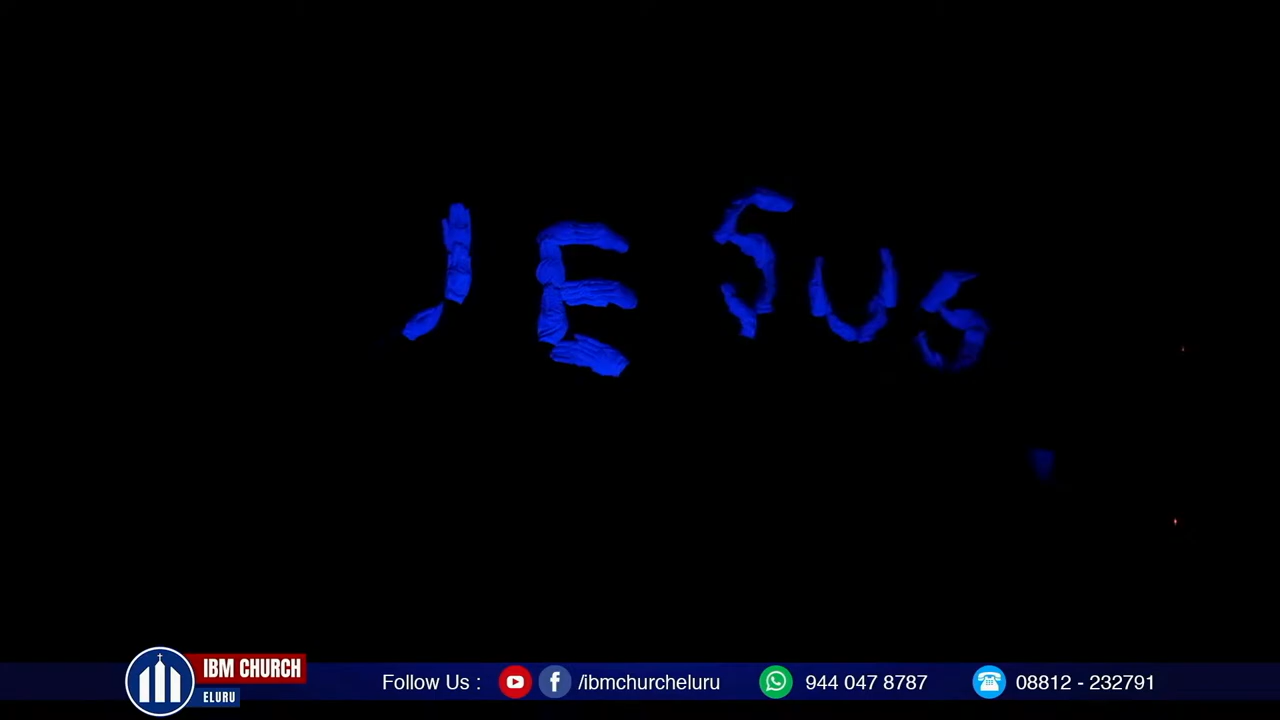 JESUS
IBM CHURCH
ELURU
Follow Us : /ibmchurcheluru 944 047 8787 08812 - 232791